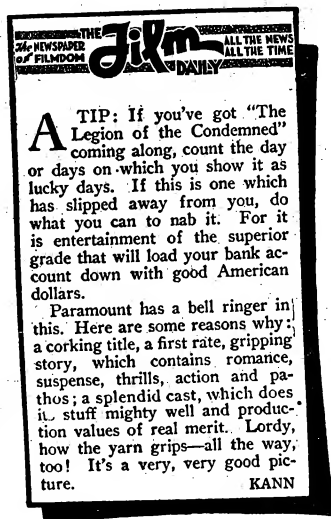 THE
The NEWSPAPER
of FILMDOM
Film
DAILY
ALL THE NEWS
ALL THE TIME
A TIP: If you've got "The
Legion of the Condemned"
coming along, count the day
or days on which you show it as
lucky days. If this is one which
has slipped away from you, do
what you can to nab it. For it
is entertainment of the superior
grade that will load your bank ac-
count down with good American
dollars.
Paramount has a bell ringer in
this. Here are some reasons why:
a corking title, a first rate, gripping
story, which contains romance,
suspense, thrills, action and pa-
thos; a splendid cast, which does
its stuff mighty well and produc-
tion values of real merit. Lordy,
how the yarn grips—all the way,
too! It's a very, very good pic-
ture. KANN